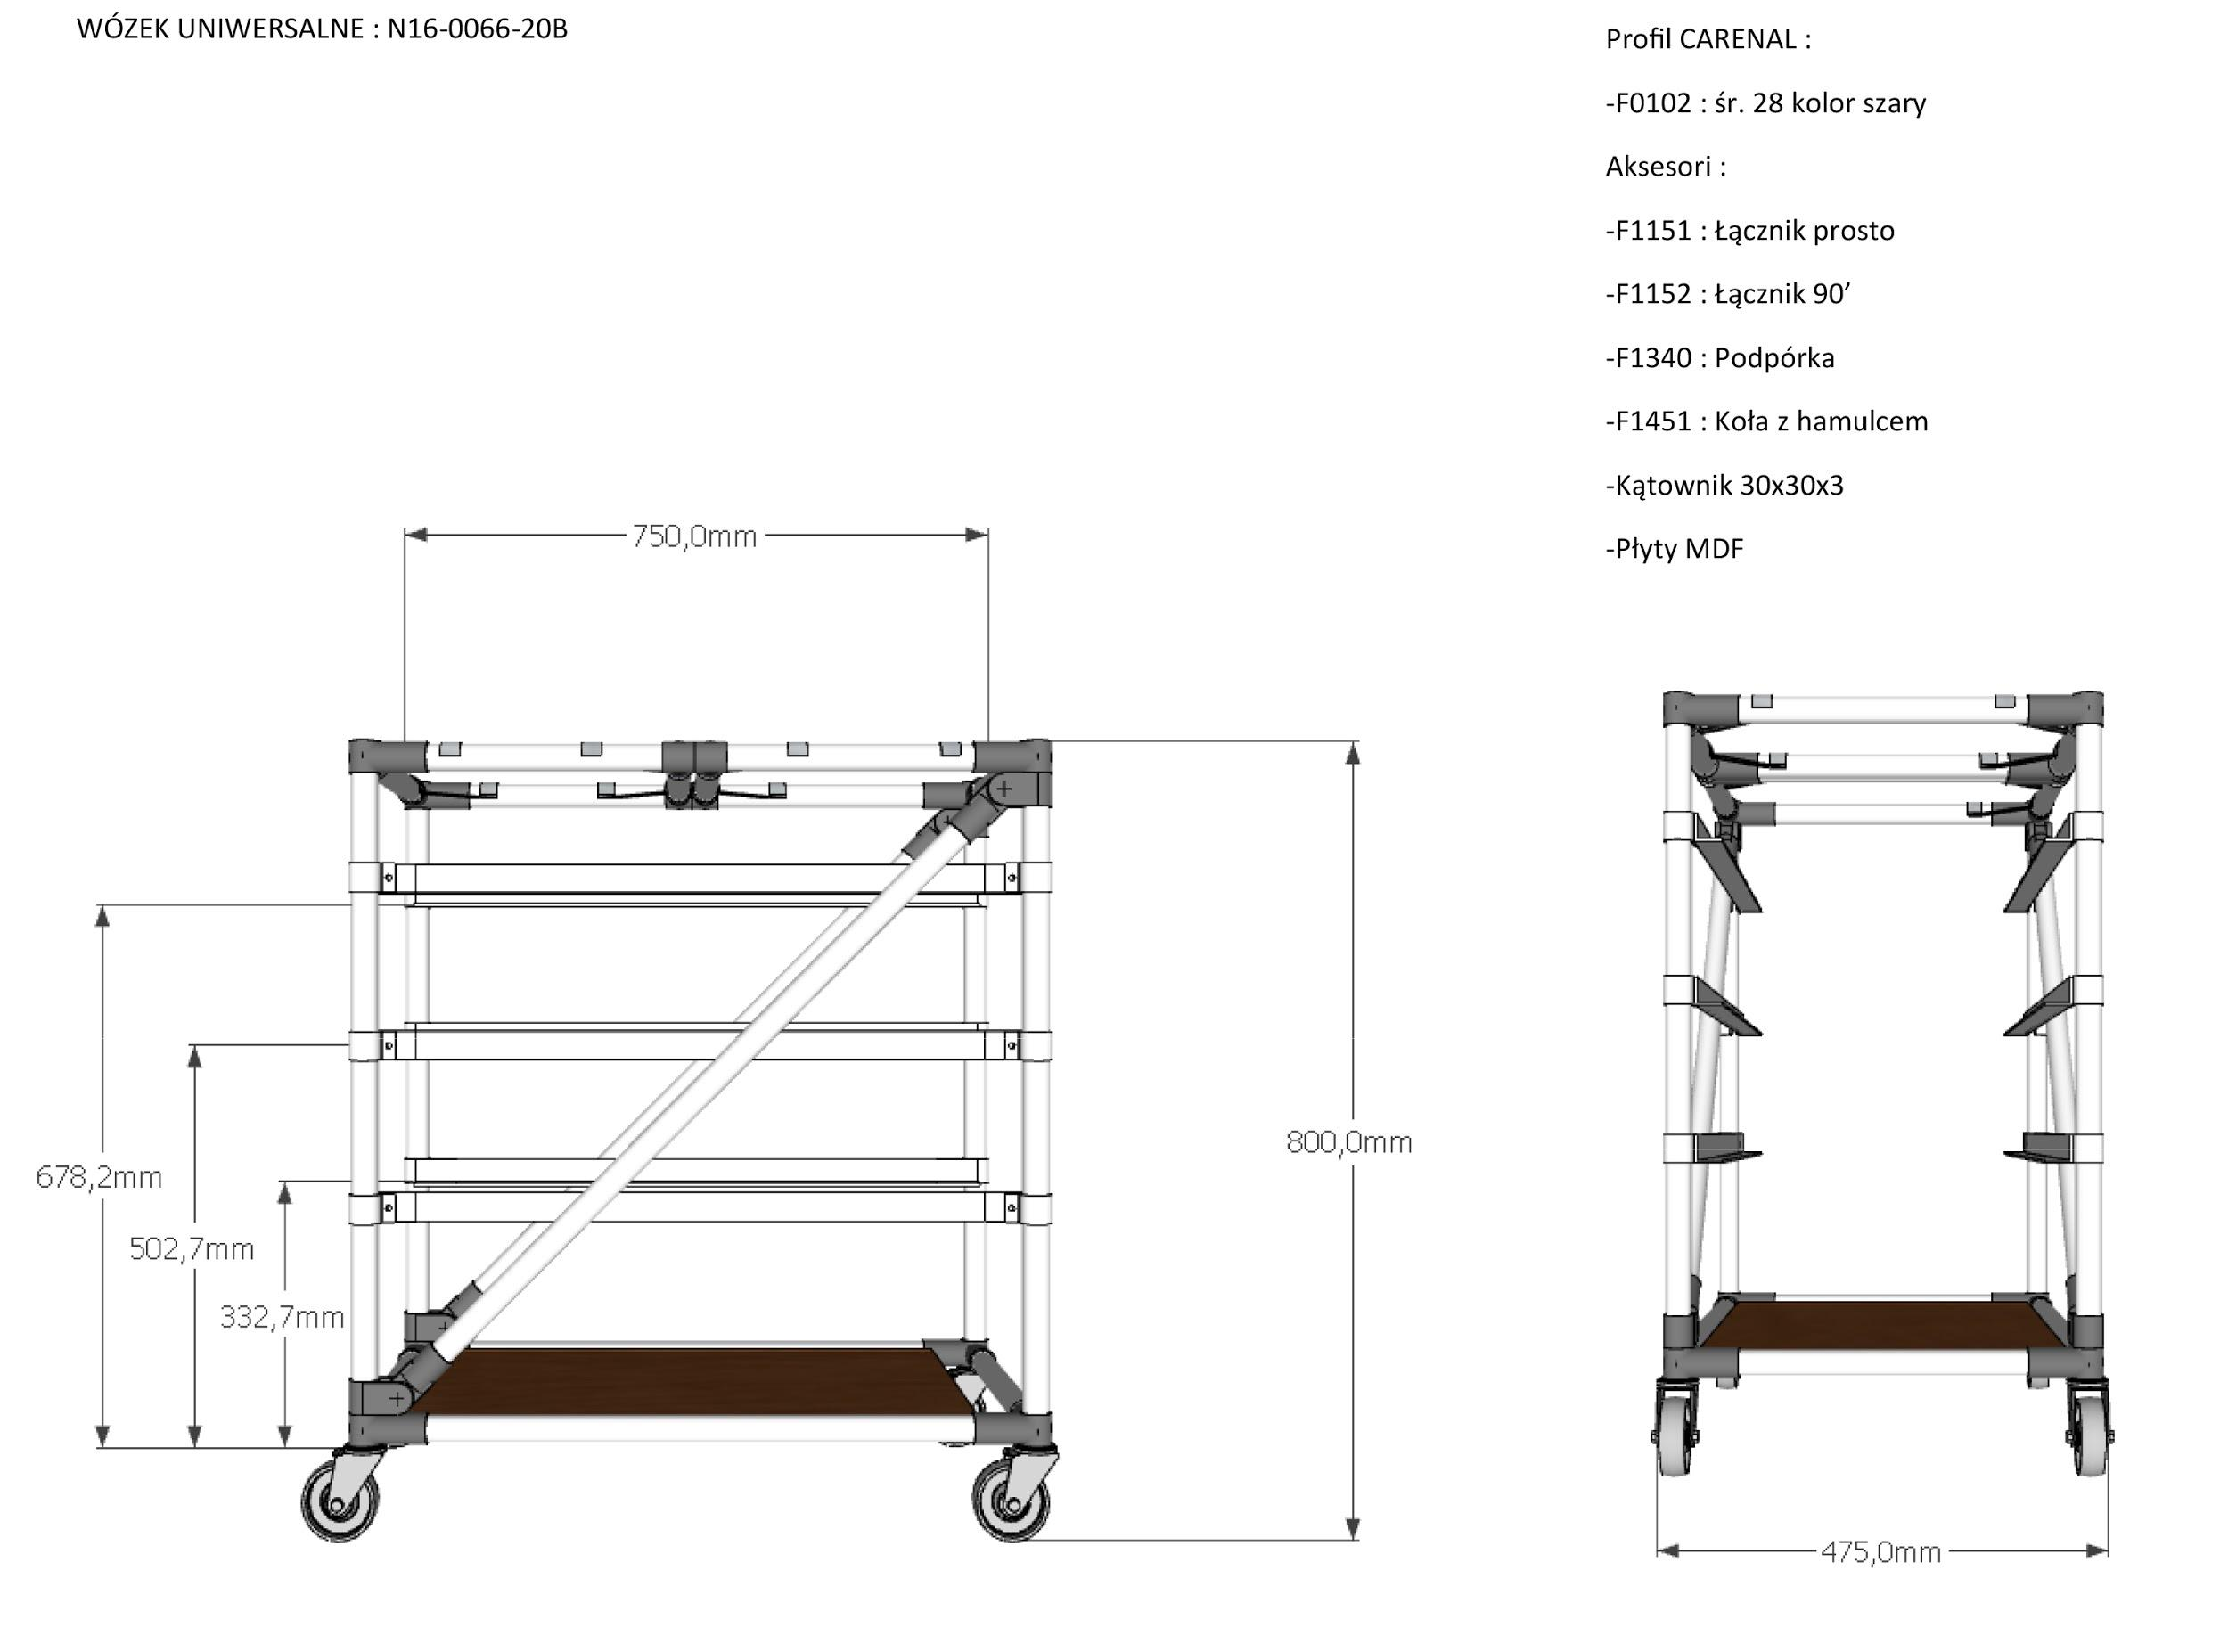 WÓZEK UNIWERSALNE : N16-0066-20B
Profil CARENAL :
-F0102 : śr. 28 kolor szary
Aksesori :
-F1151 : Łącznik prosto
-F1152 : Łącznik 90’
-F1340 : Podpórka
-F1451 : Koła z hamulcem
-Kątownik 30x30x3
-Płyty MDF
750,0mm
800,0mm
678,2mm
502,7mm
332,7mm
475,0mm